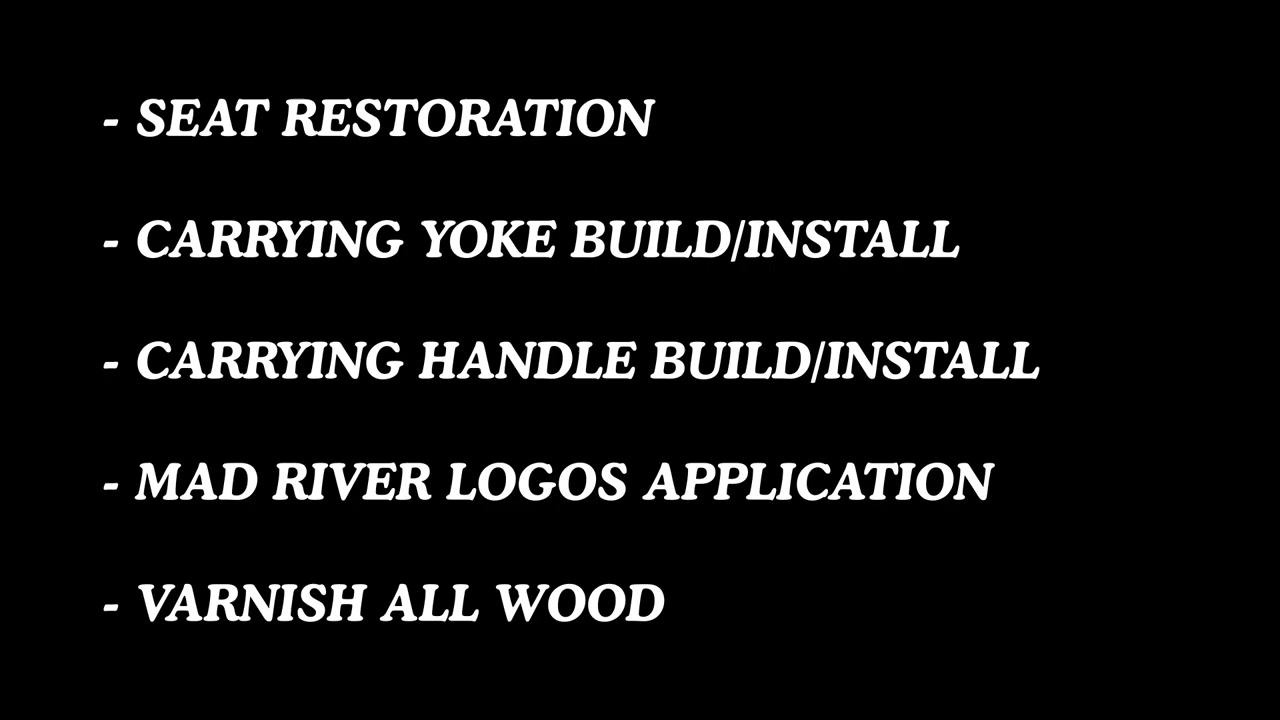 - SEAT RESTORATION
- CARRYING YOKE BUILD/INSTALL
- CARRYING HANDLE BUILD/INSTALL
- MAD RIVER LOGOS APPLICATION
- VARNISH ALL WOOD